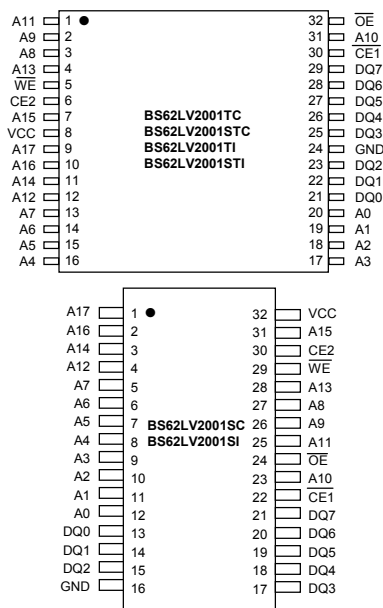 A11 1 32 OE
A9 2 31 A10
A8 3 30 CE1
A13 4 29 DQ7
WE 5 28 DQ6
CE2 6 27 DQ5
A15 7 BS62LV2001TC 26 DQ4
VCC 8 BS62LV2001STC 25 DQ3
A17 9 BS62LV2001TI 24 GND
A16 10 BS62LV2001STI 23 DQ2
A14 11 22 DQ1
A12 12 21 DQ0
A7 13 20 A0
A6 14 19 A1
A5 15 18 A2
A4 16 17 A3
A17 1 32 VCC
A16 2 31 A15
A14 3 30 CE2
A12 4 29 WE
A7 5 28 A13
A6 6 27 A8
A5 7 BS62LV2001SC 26 A9
A4 8 BS62LV2001SI 25 A11
A3 9 24 OE
A2 10 23 A10
A1 11 22 CE1
A0 12 21 DQ7
DQ0 13 20 DQ6
DQ1 14 19 DQ5
DQ2 15 18 DQ4
GND 16 17 DQ3